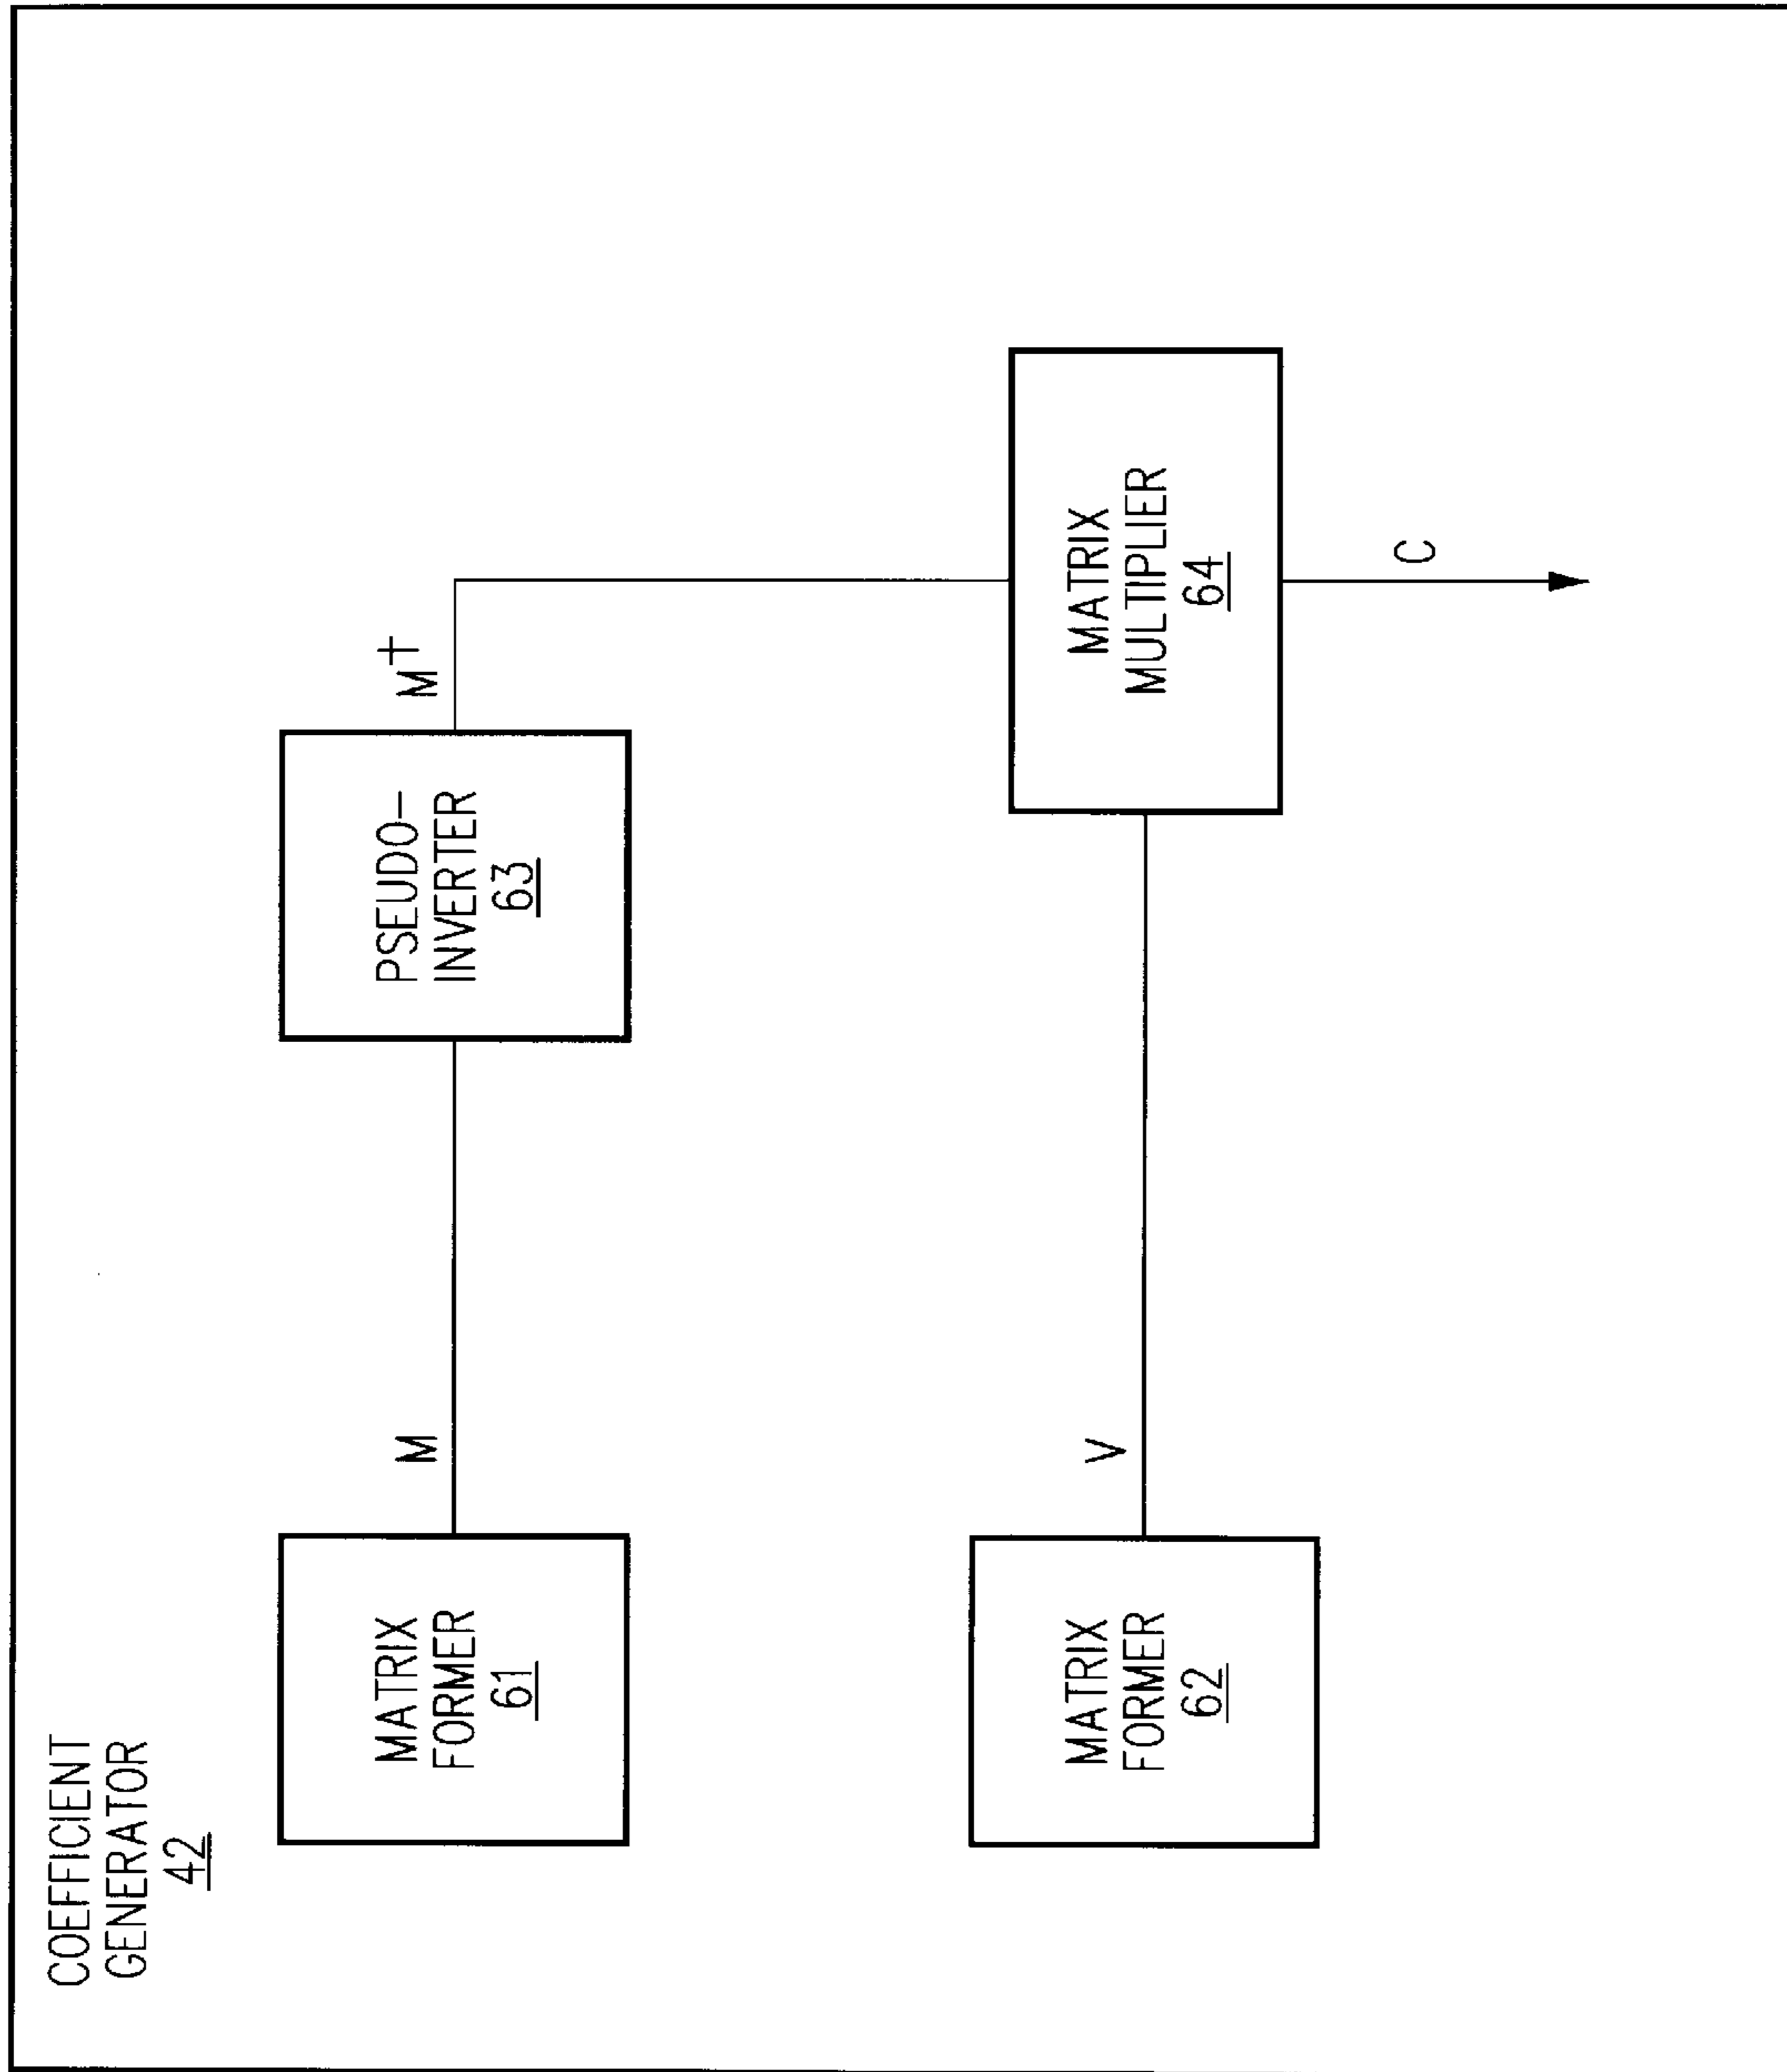 COEFFICIENT
GENERATOR
42
MATRIX
FORMER
61
M
PSEUDO-
INVERTER
63
M†
MATRIX
FORMER
62
V
MATRIX
MULTIPLIER
64
C